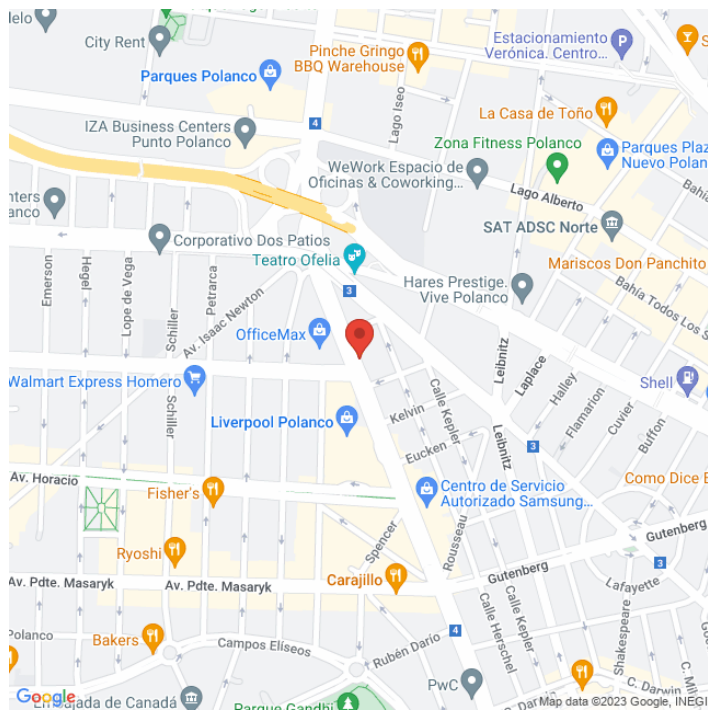 City Rent
Parques Polanco
Pinche Gringo
BBQ Warehouse
Estacionamiento
Verónica. Centro...
IZA Business Centers
Punto Polanco
4
Lago Iseo
La Casa de Toño
Zona Fitness Polanco
Parques Plaz
Nuevo Polan
WeWork Espacio de
Oficinas & Coworking...
Lago Alberto
Bahía
SAT ADSC Norte
Corporativo Dos Patios
Teatro Ofelia
3
Mariscos Don Panchito
Hares Prestige.
Vive Polanco
Bahía Todos Los S
Emerson
Hegel
Lope de Vega
Schiller
Petrarca
Av. Isaac Newton
OfficeMax
Leibnitz
Laplace
Halley
Flamarion
Cuvier
Buffon
Shell
Walmart Express Homero
Schiller
Liverpool Polanco
Kelvin
Calle Kepler
Eucken
Leibnitz
3
Av. Horacio
Fisher's
Centro de Servicio
Autorizado Samsung...
Como Dice E
Ryoshi
Spencer
Rousseau
Gutenberg
3
Av. Pdte. Masaryk
Av. Pdte. Masaryk
Carajillo
Gutenberg
Lafayette
Polanco
Bakers
Campos Elíseos
Rubén Darío
4
Calle Herschel
Calle Kepler
Shakespeare
PwC
Google
Embajada de Canadá
Parque Gandhi
C. Darwin
C. Darwin
Map data ©2023 Google, INEGI